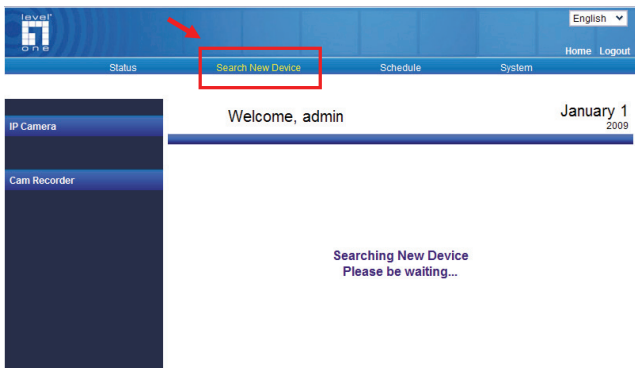 level
one
English
Home Logout
Status Search New Device Schedule System
IP Camera
Cam Recorder
Welcome, admin
January 1
2009
Searching New Device
Please be waiting...